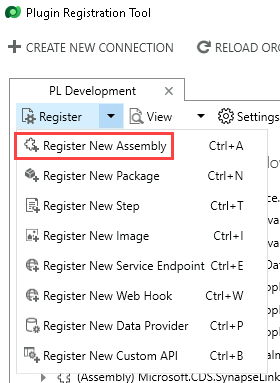 Plugin Registration Tool
CREATE NEW CONNECTION RELOAD ORG
PL Development
Register View Settings
Register New Assembly Ctrl+A
Register New Package Ctrl+N
Register New Step Ctrl+T
Register New Image Ctrl+I
Register New Service Endpoint Ctrl+E
Register New Web Hook Ctrl+W
Register New Data Provider Ctrl+P
Register New Custom API Ctrl+B
(Assembly) Microsoft.CDS.SynapseLink